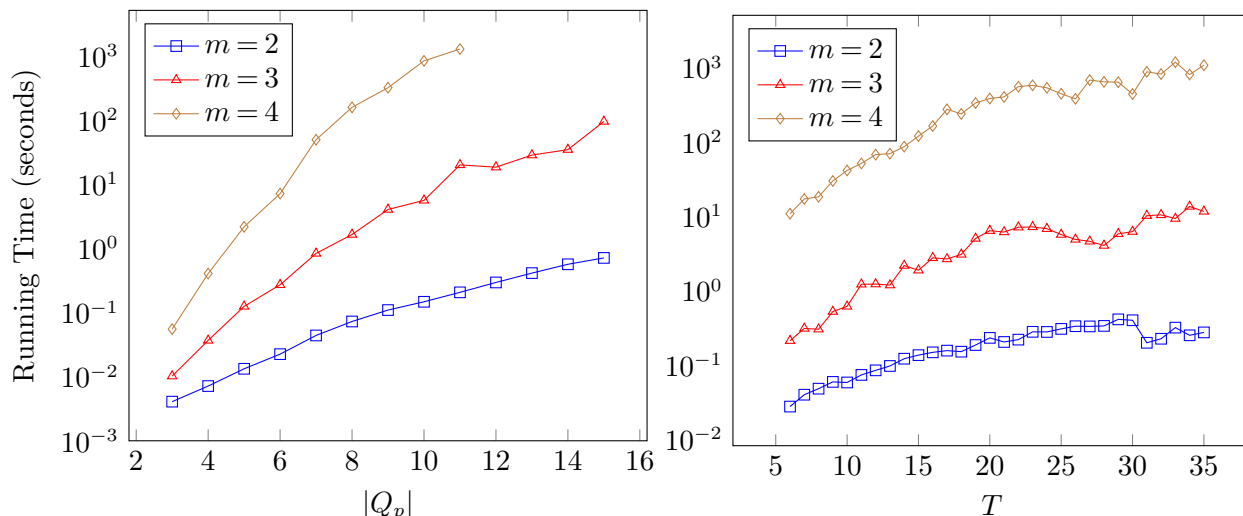 Running Time (seconds)
10^3
10^2
10^1
10^0
10^{-1}
10^{-2}
10^{-3}
m = 2
m = 3
m = 4
2 4 6 8 10 12 14 16
|Q_p|
10^3
10^2
10^1
10^0
10^{-1}
10^{-2}
m = 2
m = 3
m = 4
5 10 15 20 25 30 35
T